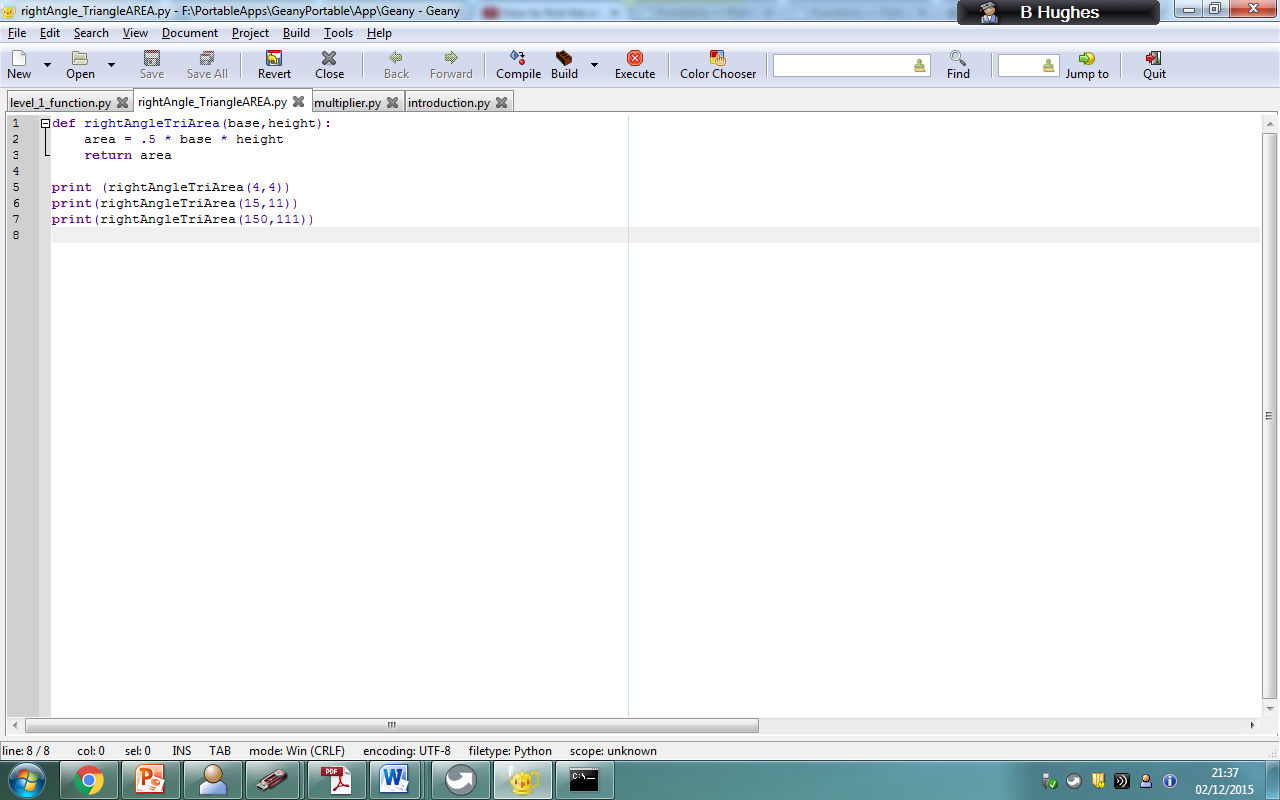 rightAngle_TriangleAREA.py - F:\PortableApps\GeanyPortable\App\Geany - Geany
B Hughes
File Edit Search View Document Project Build Tools Help
New Open Save Save All Revert Close Back Forward Compile Build Execute Color Chooser Find Jump to Quit
level_1_function.py rightAngle_TriangleAREA.py multiplier.py introduction.py
1 def rightAngleTriArea(base,height):
2 area = .5 * base * height
3 return area
4
5 print (rightAngleTriArea(4,4))
6 print(rightAngleTriArea(15,11))
7 print(rightAngleTriArea(150,111))
8
line: 8 / 8 col: 0 sel: 0 INS TAB mode: Win (CRLF) encoding: UTF-8 filetype: Python scope: unknown
PDF
C:\
21:37
02/12/2015